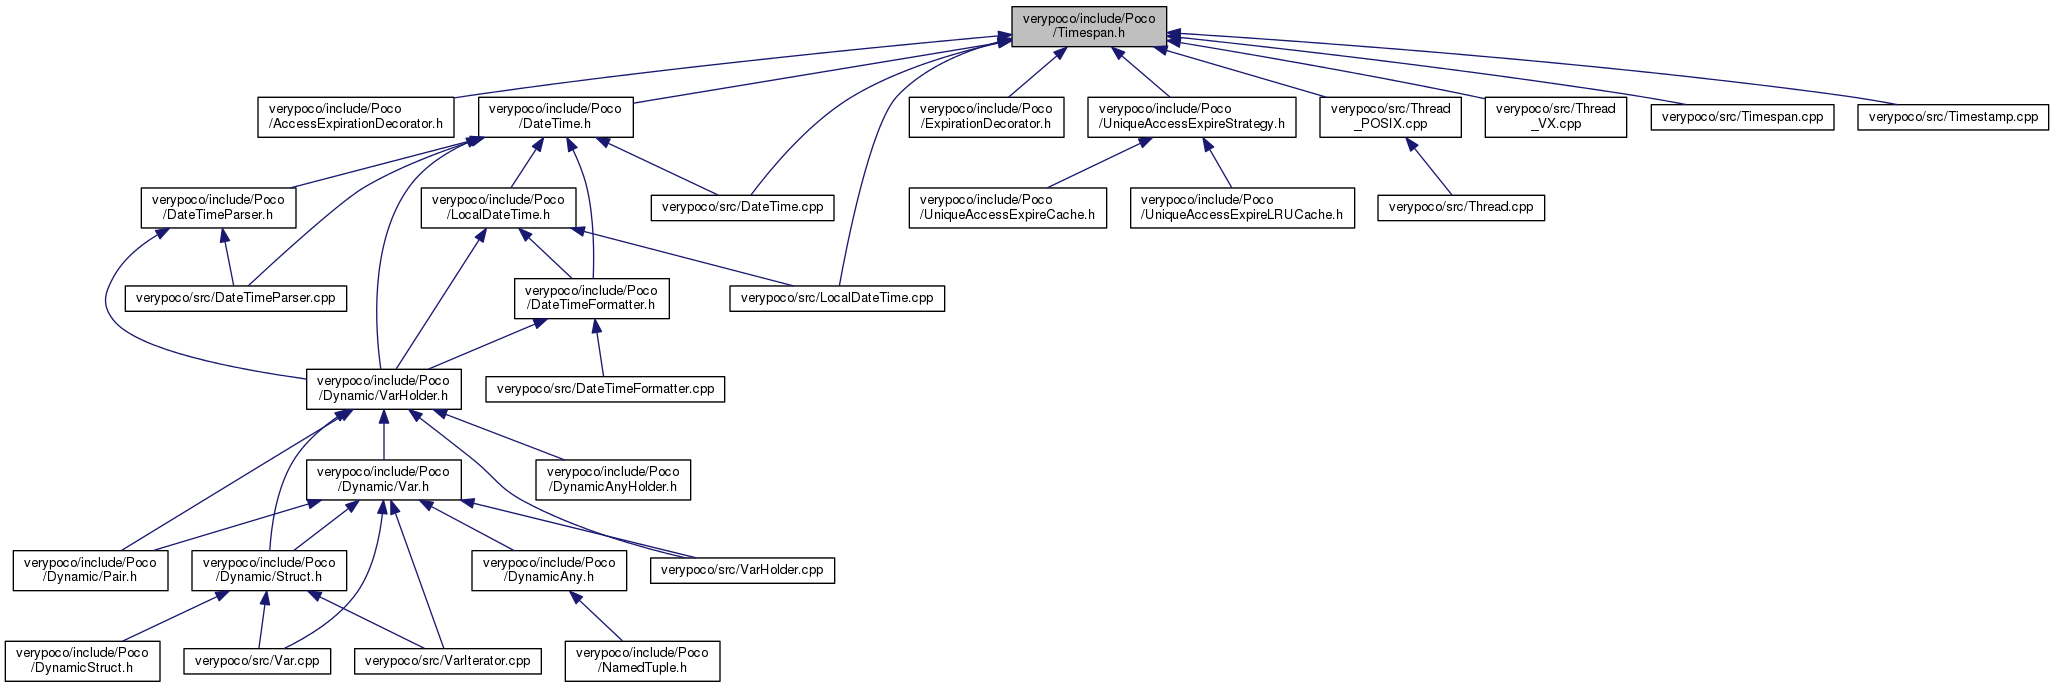 verypoco/include/Poco
/Timespan.h
verypoco/include/Poco
/AccessExpirationDecorator.h
verypoco/include/Poco
/DateTime.h
verypoco/include/Poco
/ExpirationDecorator.h
verypoco/include/Poco
/UniqueAccessExpireStrategy.h
verypoco/src/Thread
_POSIX.cpp
verypoco/src/Thread
_VX.cpp
verypoco/src/Timespan.cpp
verypoco/src/Timestamp.cpp
verypoco/include/Poco
/DateTimeParser.h
verypoco/include/Poco
/LocalDateTime.h
verypoco/src/DateTime.cpp
verypoco/include/Poco
/UniqueAccessExpireCache.h
verypoco/include/Poco
/UniqueAccessExpireLRUCache.h
verypoco/src/Thread.cpp
verypoco/src/DateTimeParser.cpp
verypoco/include/Poco
/DateTimeFormatter.h
verypoco/src/LocalDateTime.cpp
verypoco/include/Poco
/Dynamic/VarHolder.h
verypoco/src/DateTimeFormatter.cpp
verypoco/include/Poco
/Dynamic/Var.h
verypoco/include/Poco
/DynamicAnyHolder.h
verypoco/include/Poco
/Dynamic/Pair.h
verypoco/include/Poco
/Dynamic/Struct.h
verypoco/include/Poco
/DynamicAny.h
verypoco/src/VarHolder.cpp
verypoco/include/Poco
/DynamicStruct.h
verypoco/src/Var.cpp
verypoco/src/VarIterator.cpp
verypoco/include/Poco
/NamedTuple.h